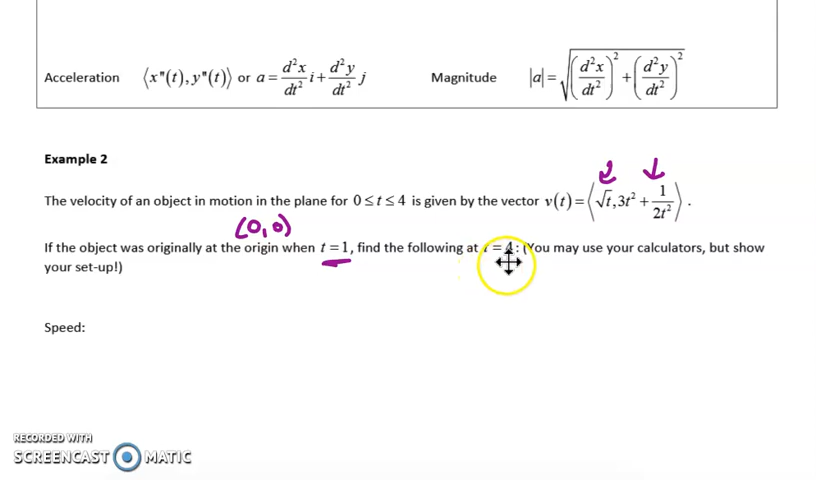 Acceleration ⟨x"(t), y"(t)⟩ or a = d²x/dt² i + d²y/dt² j Magnitude |a| = √((d²x/dt²)² + (d²y/dt²)²)
Example 2
The velocity of an object in motion in the plane for 0 ≤ t ≤ 4 is given by the vector v(t) = ⟨√t, 3t² + 1/(2t²)⟩.
(0,0)
If the object was originally at the origin when t = 1, find the following at t = 4: (You may use your calculators, but show
your set-up!)
Speed:
RECORDED WITH
SCREENCAST MATIC